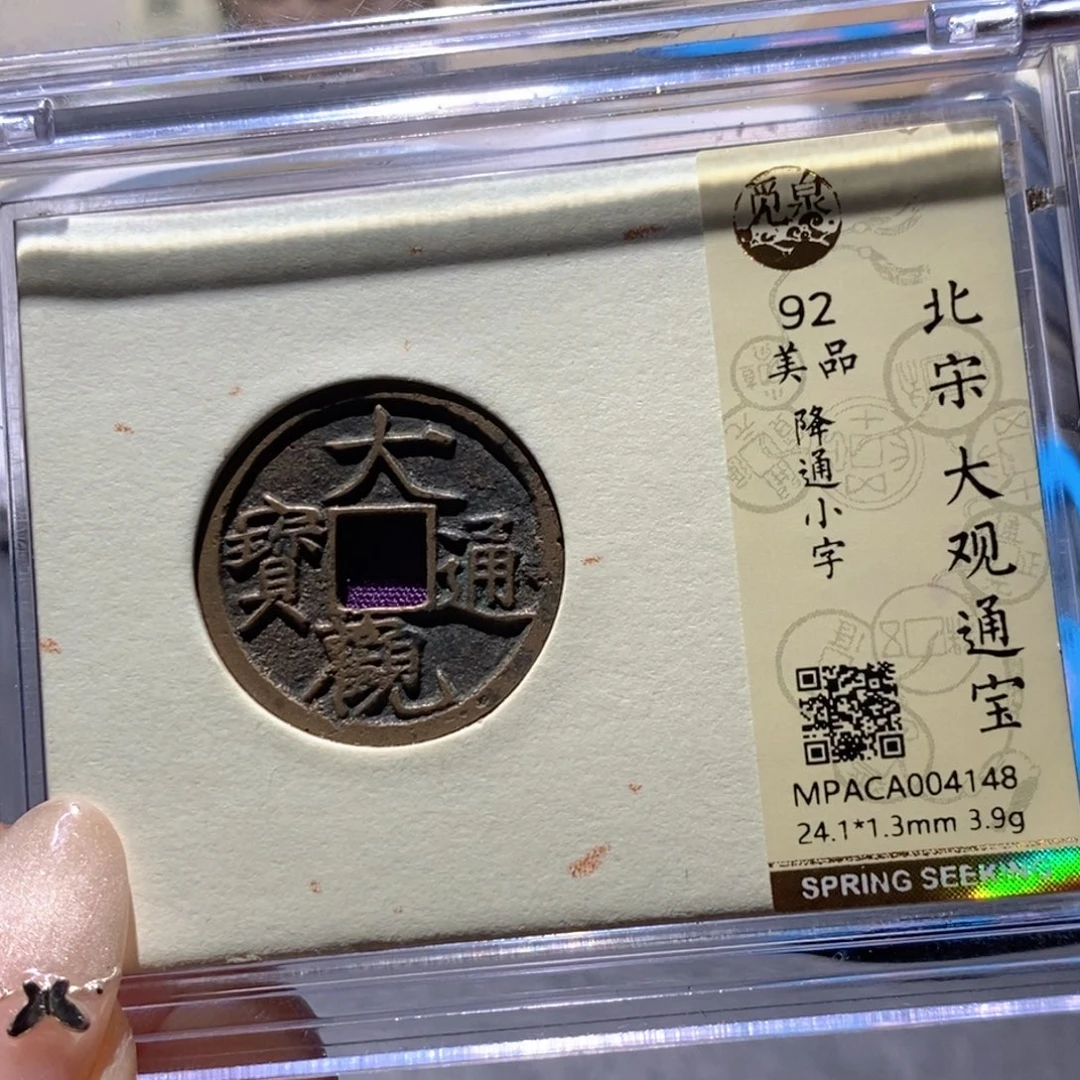 大觀通寶
觅泉
92
美品
降通小字
北宋大观通宝
MPACA004148
24.1*1.3mm 3.9g
SPRING SEEKING